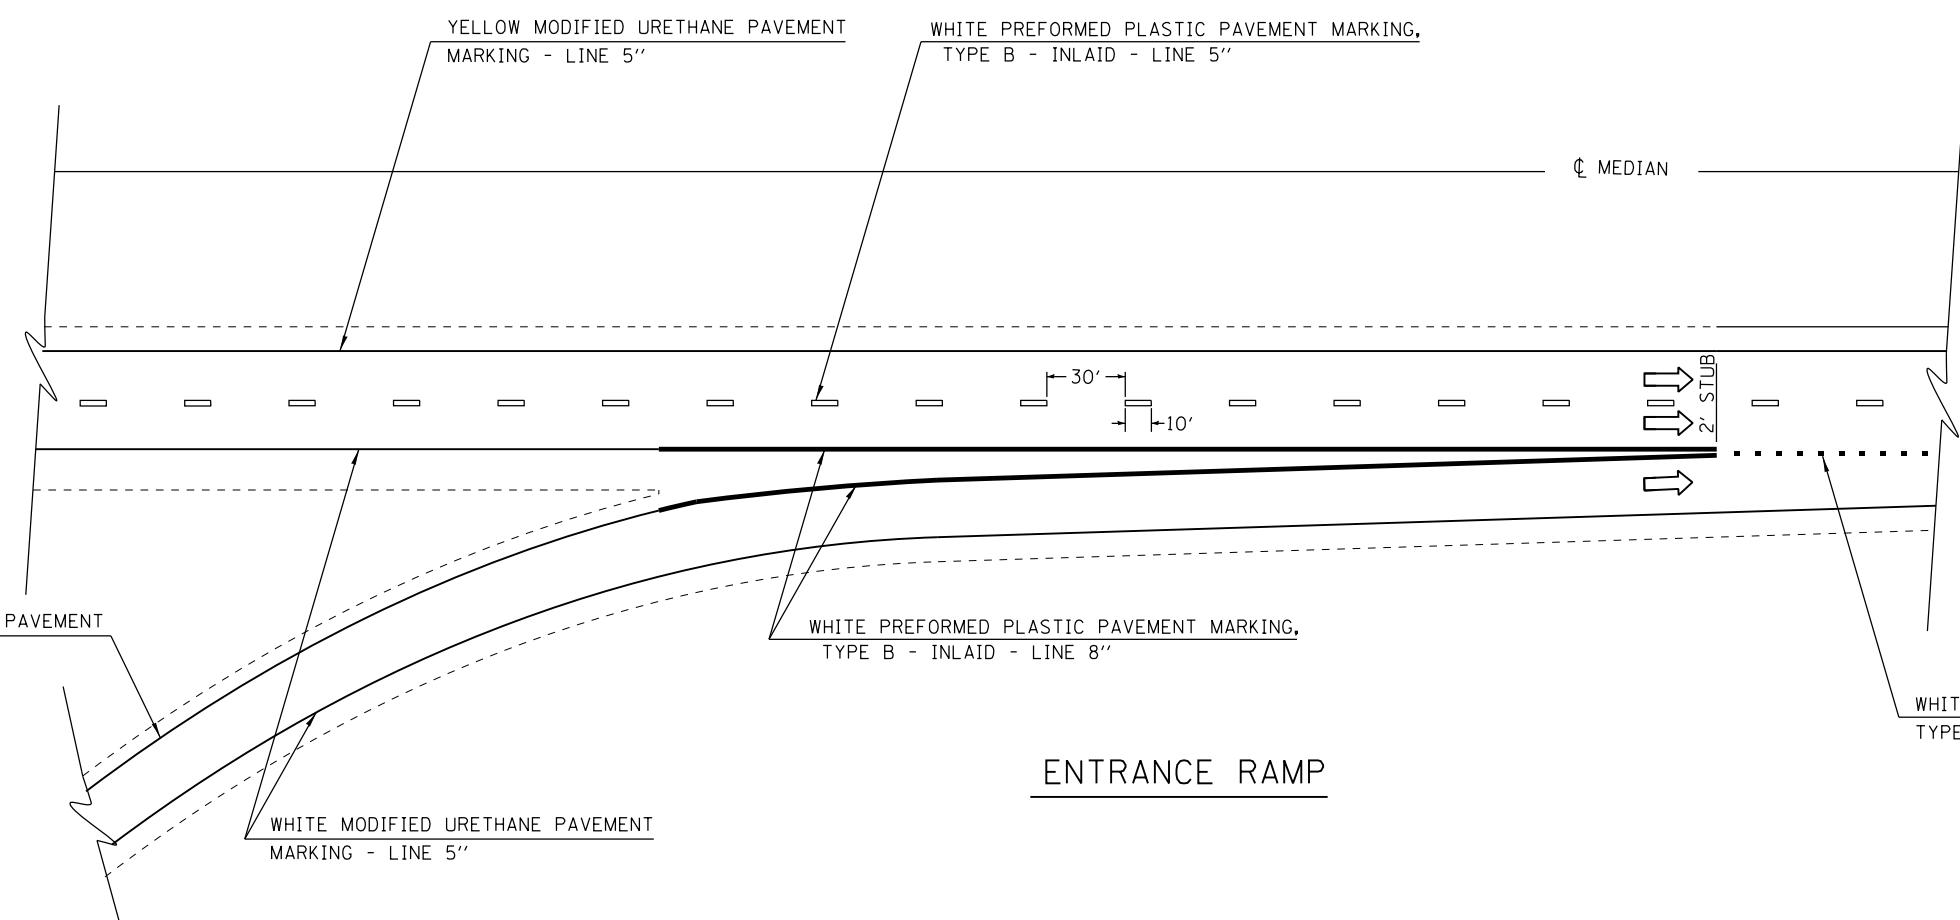 YELLOW MODIFIED URETHANE PAVEMENT
MARKING - LINE 5''
WHITE PREFORMED PLASTIC PAVEMENT MARKING,
TYPE B - INLAID - LINE 5''
℄ MEDIAN
30'
10'
2' STUB
PAVEMENT
WHITE PREFORMED PLASTIC PAVEMENT MARKING,
TYPE B - INLAID - LINE 8''
WHIT
TYPE
ENTRANCE RAMP
WHITE MODIFIED URETHANE PAVEMENT
MARKING - LINE 5''